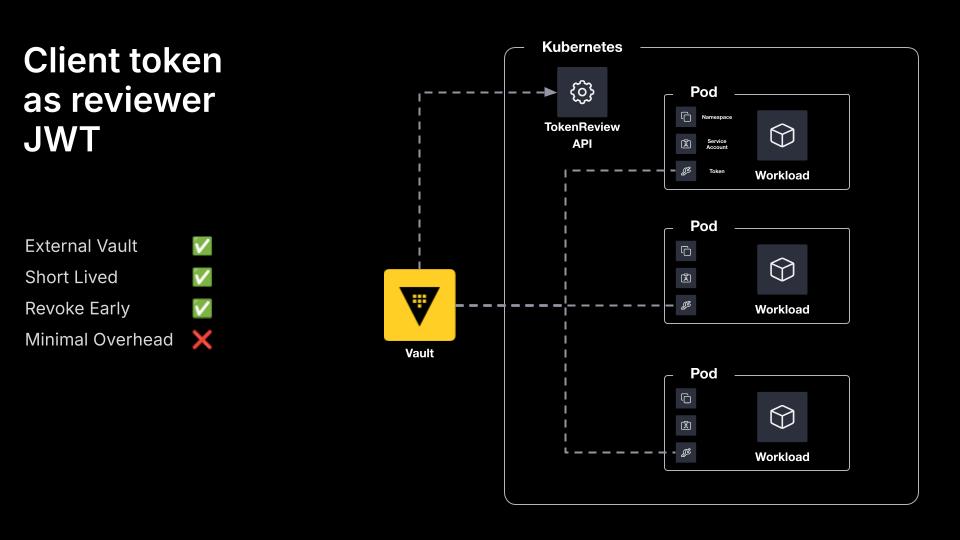 Client token
as reviewer
JWT
External Vault ✅
Short Lived ✅
Revoke Early ✅
Minimal Overhead ❌
Kubernetes
TokenReview
API
Vault
Pod
Namespace
Service
Account
Token
Workload
Pod
Workload
Pod
Workload